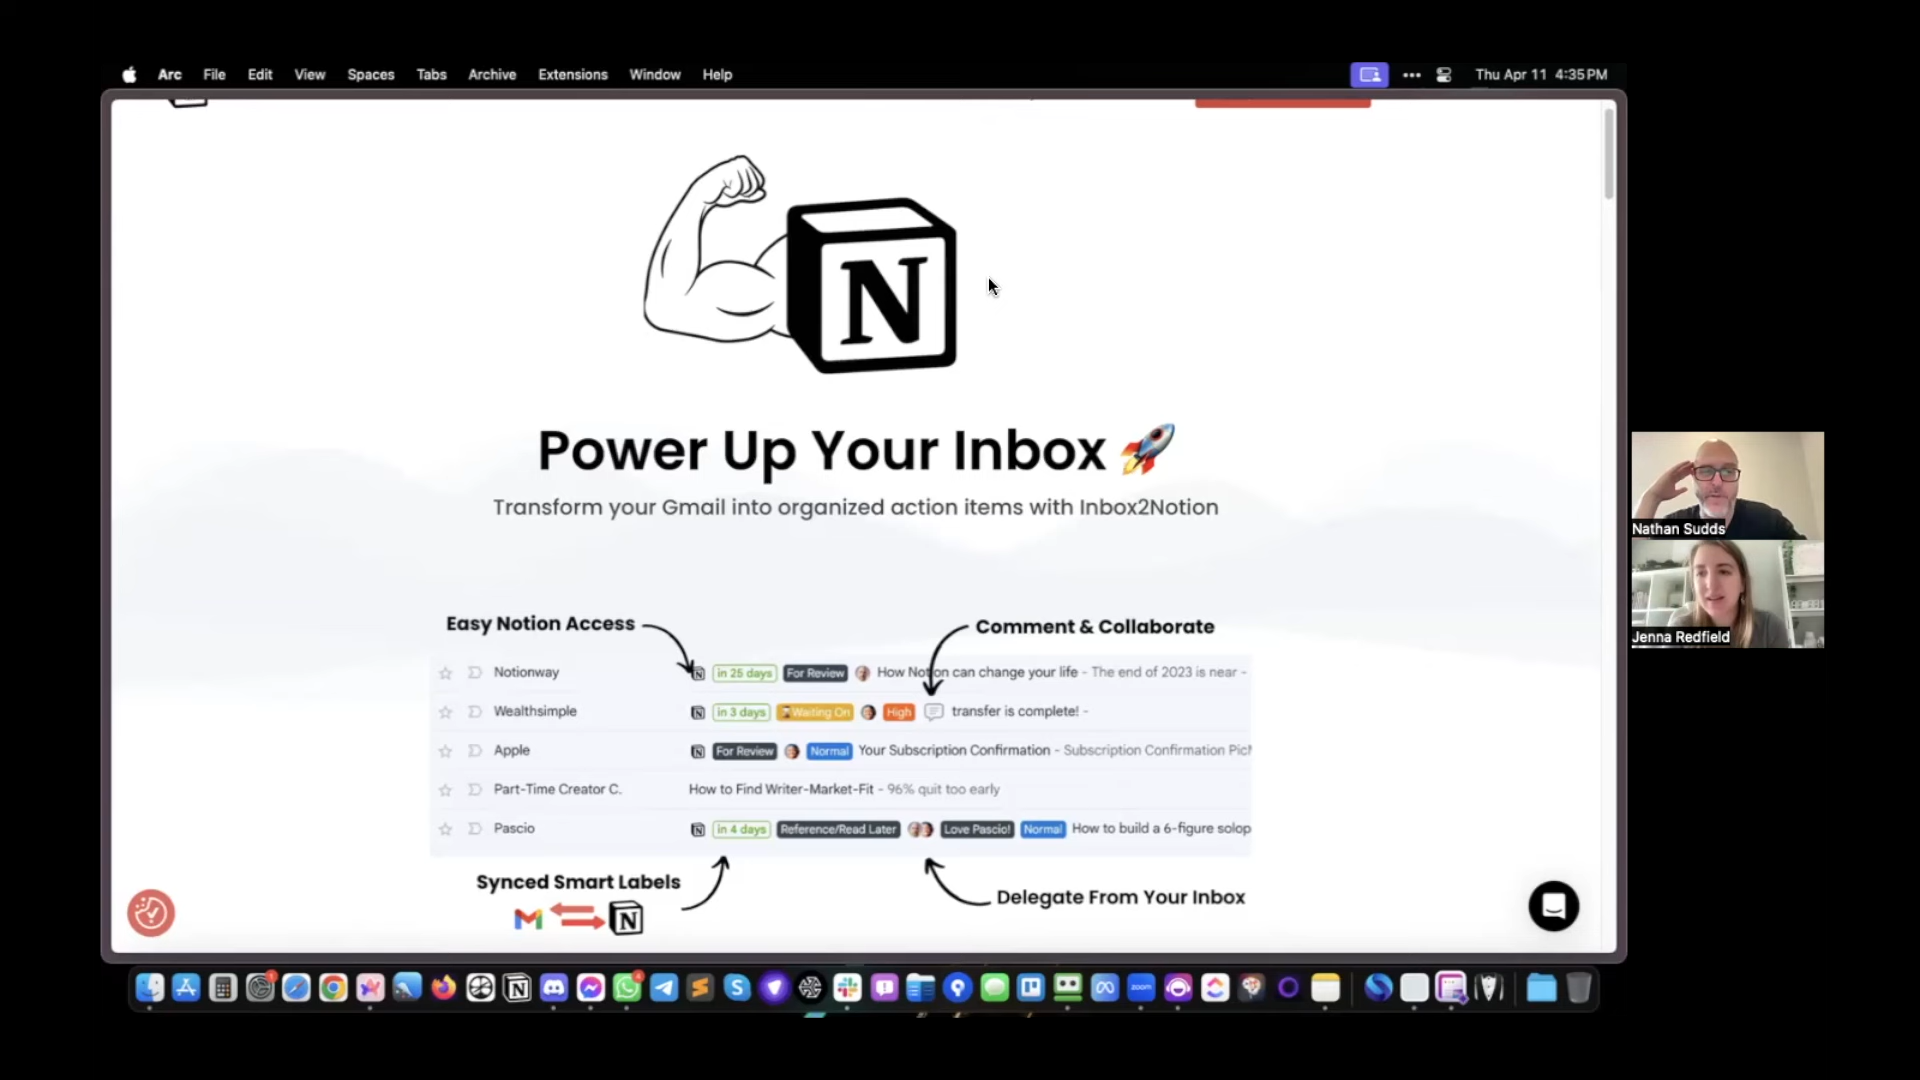 Arc File Edit View Spaces Tabs Archive Extensions Window Help
Thu Apr 11 4:35 PM
N
Power Up Your Inbox 🚀
Transform your Gmail into organized action items with Inbox2Notion
Easy Notion Access
Comment & Collaborate
Notionway in 25 days For Review How Notion can change your life - The end of 2023 is near -
Wealthsimple in 3 days ⌛Waiting On High transfer is complete! -
Apple For Review Normal Your Subscription Confirmation - Subscription Confirmation
Part-Time Creator C. How to Find Writer-Market-Fit - 96% quit too early
Pascio in 4 days Reference/Read Later Love Pascio! Normal How to build a 6-figure solop
Synced Smart Labels
Delegate From Your Inbox
N
Nathan Sudds
Jenna Redfield
zoom